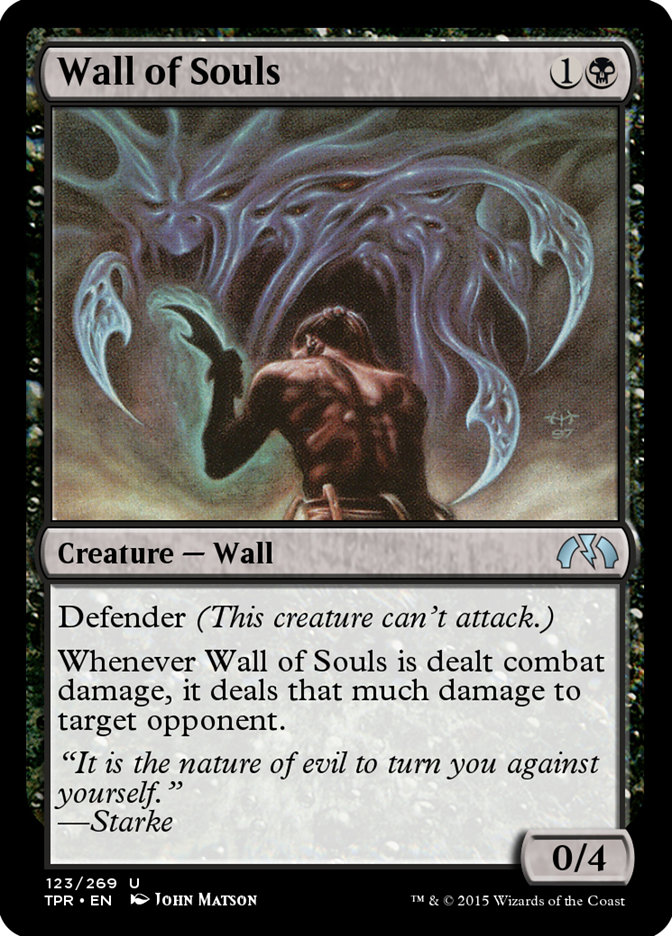 Wall of Souls 1
Creature — Wall
Defender (This creature can't attack.)
Whenever Wall of Souls is dealt combat
damage, it deals that much damage to
target opponent.
“It is the nature of evil to turn you against
yourself.”
—Starke
0/4
123/269 U
TPR • EN John Matson ™ & © 2015 Wizards of the Coast